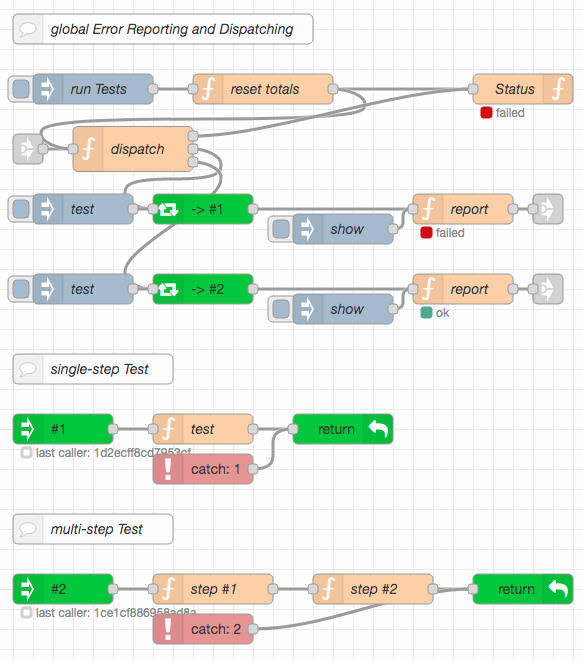 global Error Reporting and Dispatching
run Tests
reset totals
Status
failed
dispatch
test
-> #1
show
report
failed
test
-> #2
show
report
ok
single-step Test
#1
test
return
last caller: 1d2ecff8cd7953cf
catch: 1
multi-step Test
#2
step #1
step #2
return
last caller: 1ce1cf886958ad8a
catch: 2